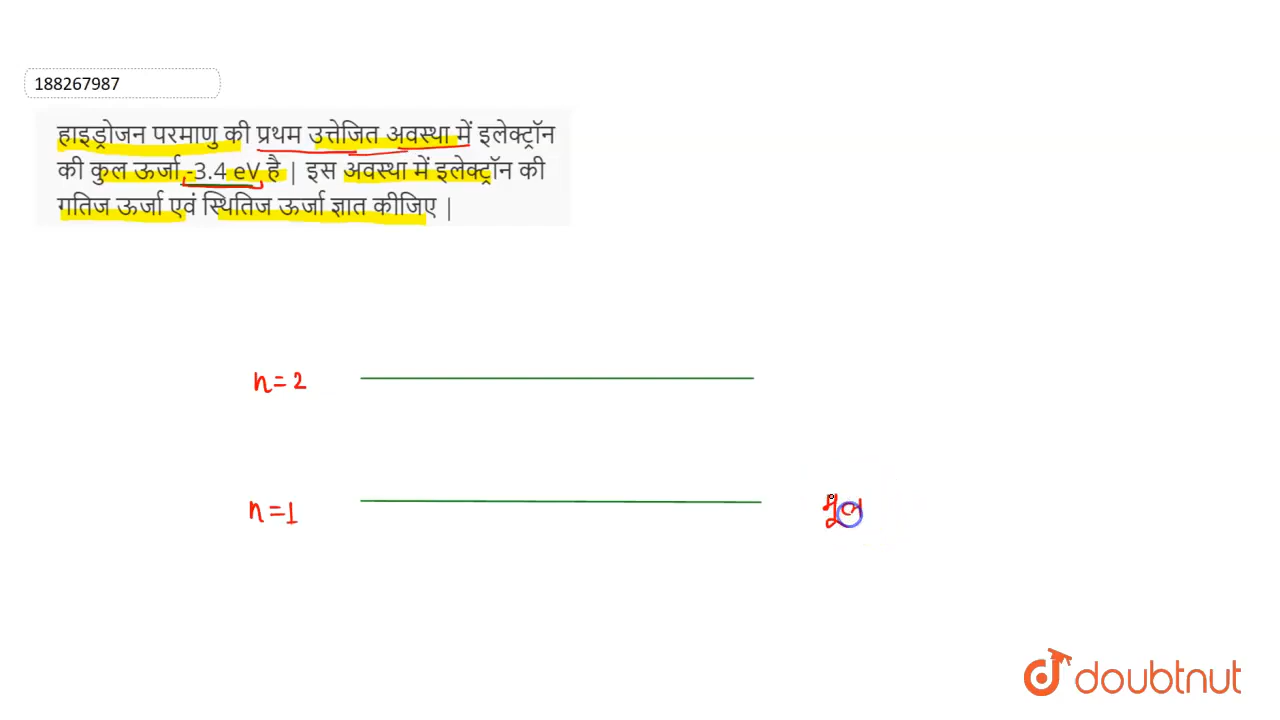 188267987
हाइड्रोजन परमाणु की प्रथम उत्तेजित अवस्था में इलेक्ट्रॉन
की कुल ऊर्जा -3.4 eV है | इस अवस्था में इलेक्ट्रॉन की
गतिज ऊर्जा एवं स्थितिज ऊर्जा ज्ञात कीजिए |
n=2
n=1
doubtnut